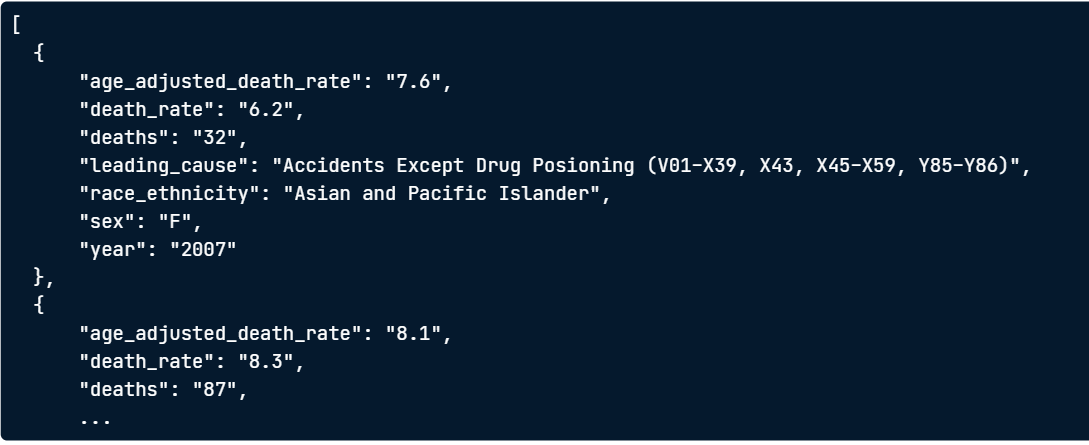 [
  {
      "age_adjusted_death_rate": "7.6",
      "death_rate": "6.2",
      "deaths": "32",
      "leading_cause": "Accidents Except Drug Posioning (V01-X39, X43, X45-X59, Y85-Y86)",
      "race_ethnicity": "Asian and Pacific Islander",
      "sex": "F",
      "year": "2007"
  },
  {
      "age_adjusted_death_rate": "8.1",
      "death_rate": "8.3",
      "deaths": "87",
      ...